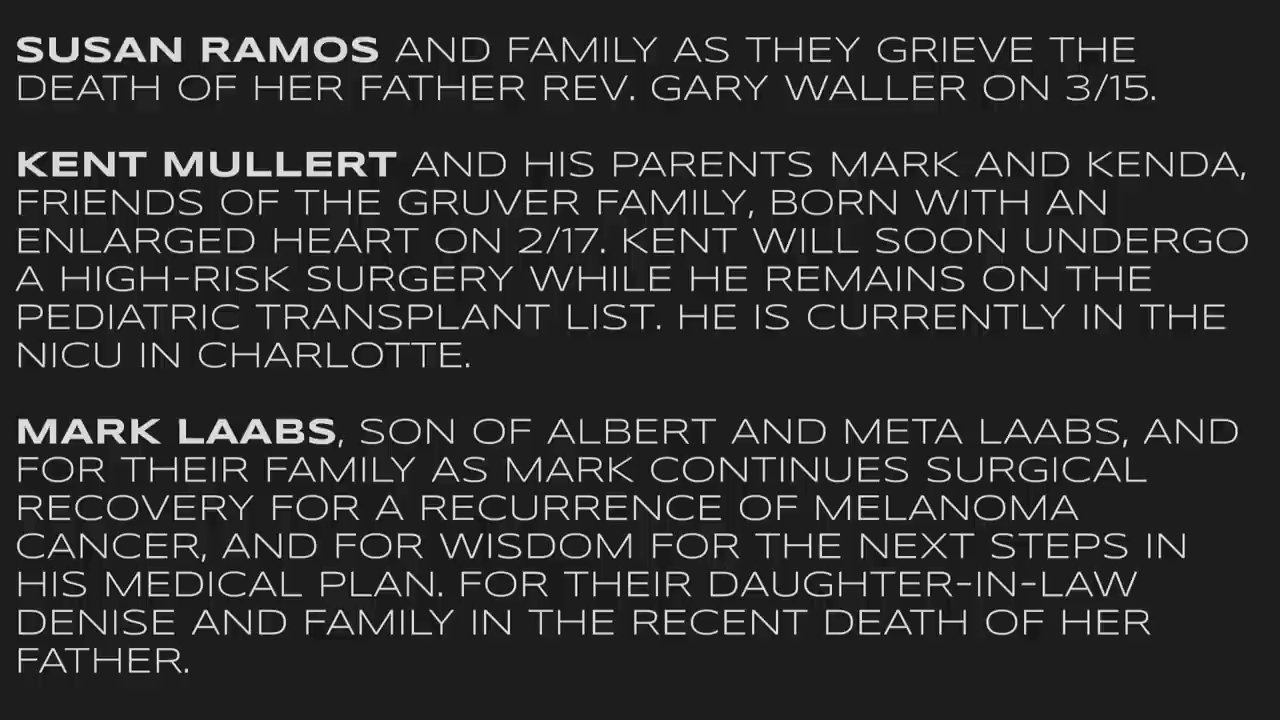 SUSAN RAMOS AND FAMILY AS THEY GRIEVE THE
DEATH OF HER FATHER REV. GARY WALLER ON 3/15.
KENT MULLERT AND HIS PARENTS MARK AND KENDA,
FRIENDS OF THE GRUVER FAMILY, BORN WITH AN
ENLARGED HEART ON 2/17. KENT WILL SOON UNDERGO
A HIGH-RISK SURGERY WHILE HE REMAINS ON THE
PEDIATRIC TRANSPLANT LIST. HE IS CURRENTLY IN THE
NICU IN CHARLOTTE.
MARK LAABS, SON OF ALBERT AND META LAABS, AND
FOR THEIR FAMILY AS MARK CONTINUES SURGICAL
RECOVERY FOR A RECURRENCE OF MELANOMA
CANCER, AND FOR WISDOM FOR THE NEXT STEPS IN
HIS MEDICAL PLAN. FOR THEIR DAUGHTER-IN-LAW
DENISE AND FAMILY IN THE RECENT DEATH OF HER
FATHER.